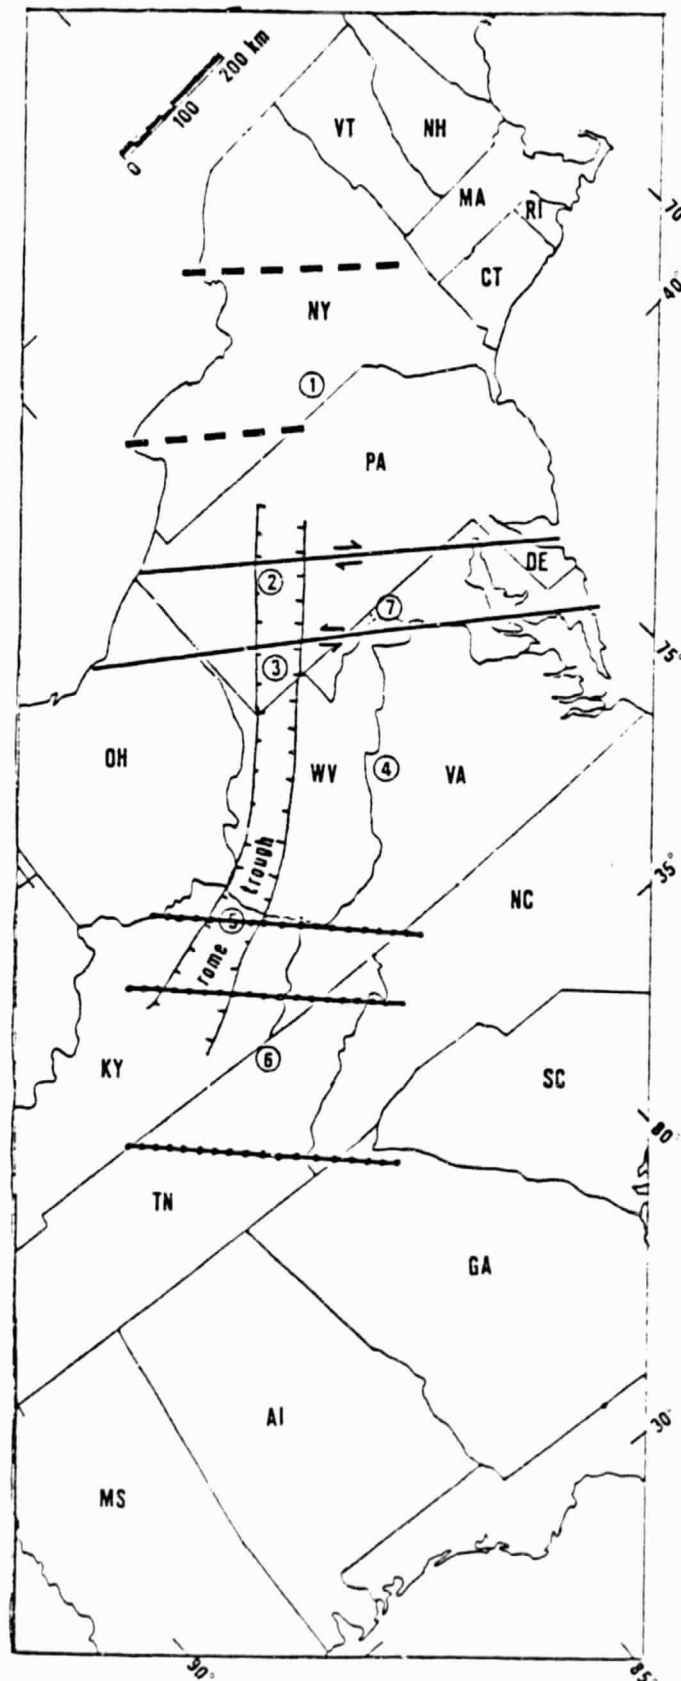 0 100 200 km
VT
NH
MA
RI
CT
70
40°
NY
1
PA
2
DE
7
75°
3
OH
WV
4
VA
trough
35°
NC
5
rome
KY
6
SC
80°
TN
GA
AI
30°
MS
90°
85°